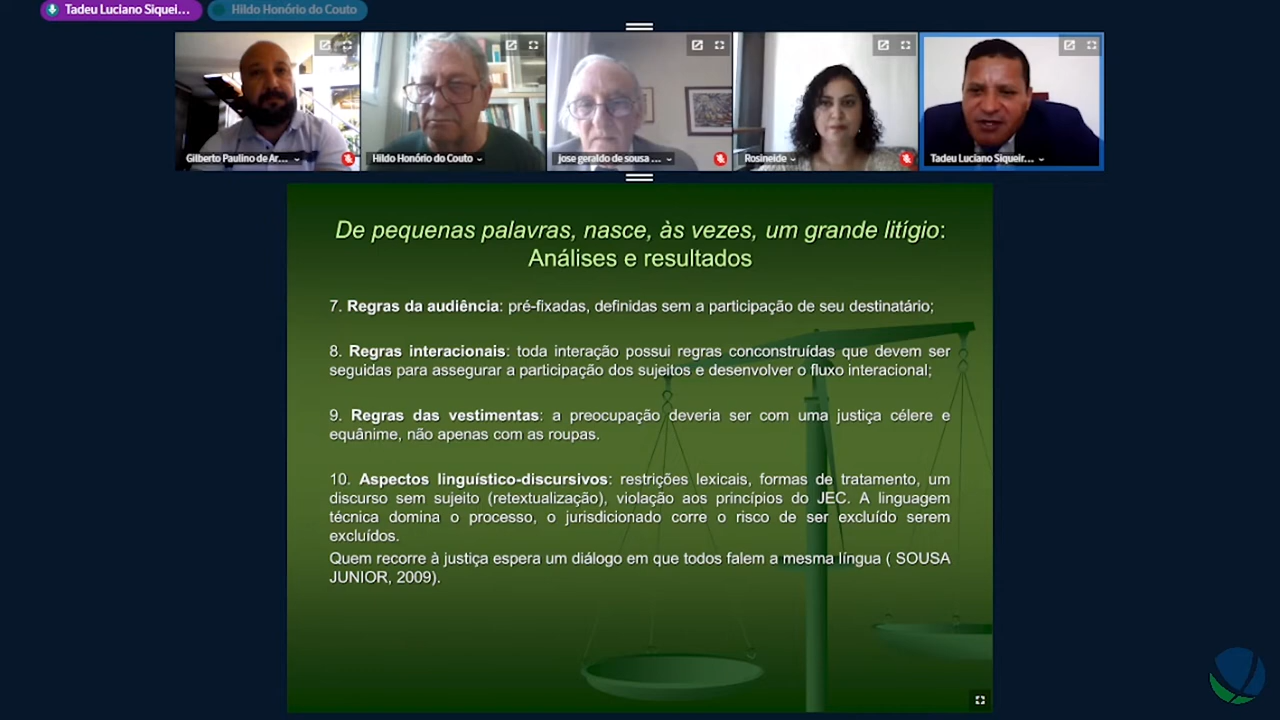 Tadeu Luciano Siquei...
Hildo Honório do Couto
Gilberto Paulino de Ar...
Hildo Honório do Couto
jose geraldo de sousa ...
Rosineide
Tadeu Luciano Siqueir...
De pequenas palavras, nasce, às vezes, um grande litígio:
Análises e resultados
7. Regras da audiência: pré-fixadas, definidas sem a participação de seu destinatário;
8. Regras interacionais: toda interação possui regras conconstruídas que devem ser
seguidas para assegurar a participação dos sujeitos e desenvolver o fluxo interacional;
9. Regras das vestimentas: a preocupação deveria ser com uma justiça célere e
equânime, não apenas com as roupas.
10. Aspectos linguístico-discursivos: restrições lexicais, formas de tratamento, um
discurso sem sujeito (retextualização), violação aos princípios do JEC. A linguagem
técnica domina o processo, o jurisdicionado corre o risco de ser excluído serem
excluídos.
Quem recorre à justiça espera um diálogo em que todos falem a mesma língua ( SOUSA
JUNIOR, 2009).